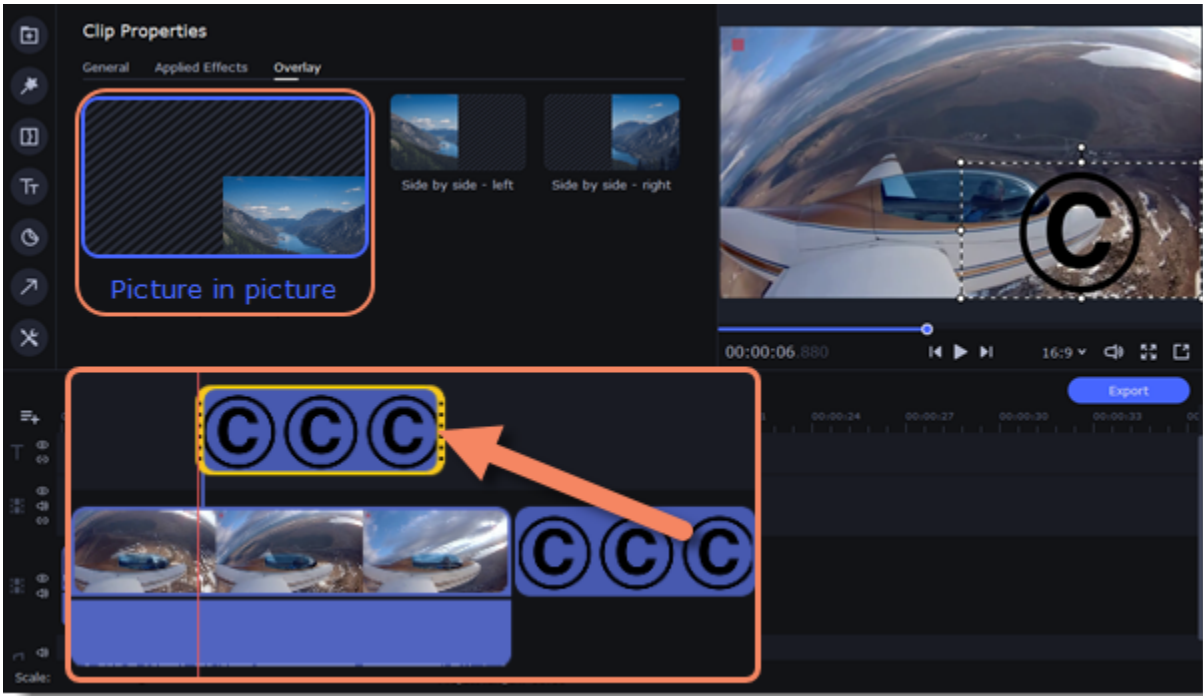 Clip Properties
General Applied Effects Overlay
Picture in picture
Side by side - left
Side by side - right
00:00:06.880
16:9
Export
00:00:24 00:00:27 00:00:30 00:00:33
© © ©
© © ©
©
Scale: